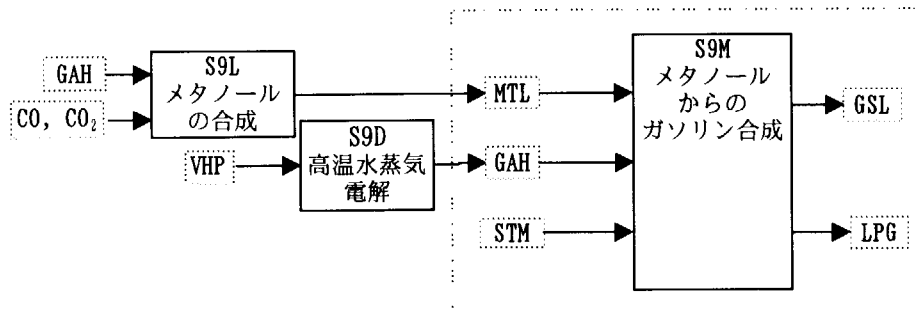 GAH
CO, CO₂
S9L
メタノール
の合成
VHP
S9D
高温水蒸気
電解
MTL
GAH
STM
S9M
メタノール
からの
ガソリン合成
GSL
LPG